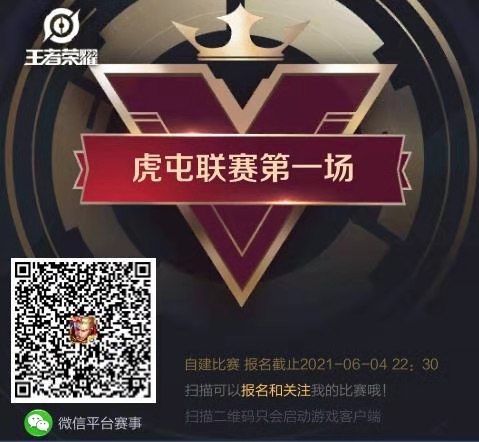 王者荣耀
虎屯联赛第一场
自建比赛 报名截止2021-06-04 22：30
扫描可以报名和关注我的比赛哦！
扫描二维码只会启动游戏客户端
微信平台赛事